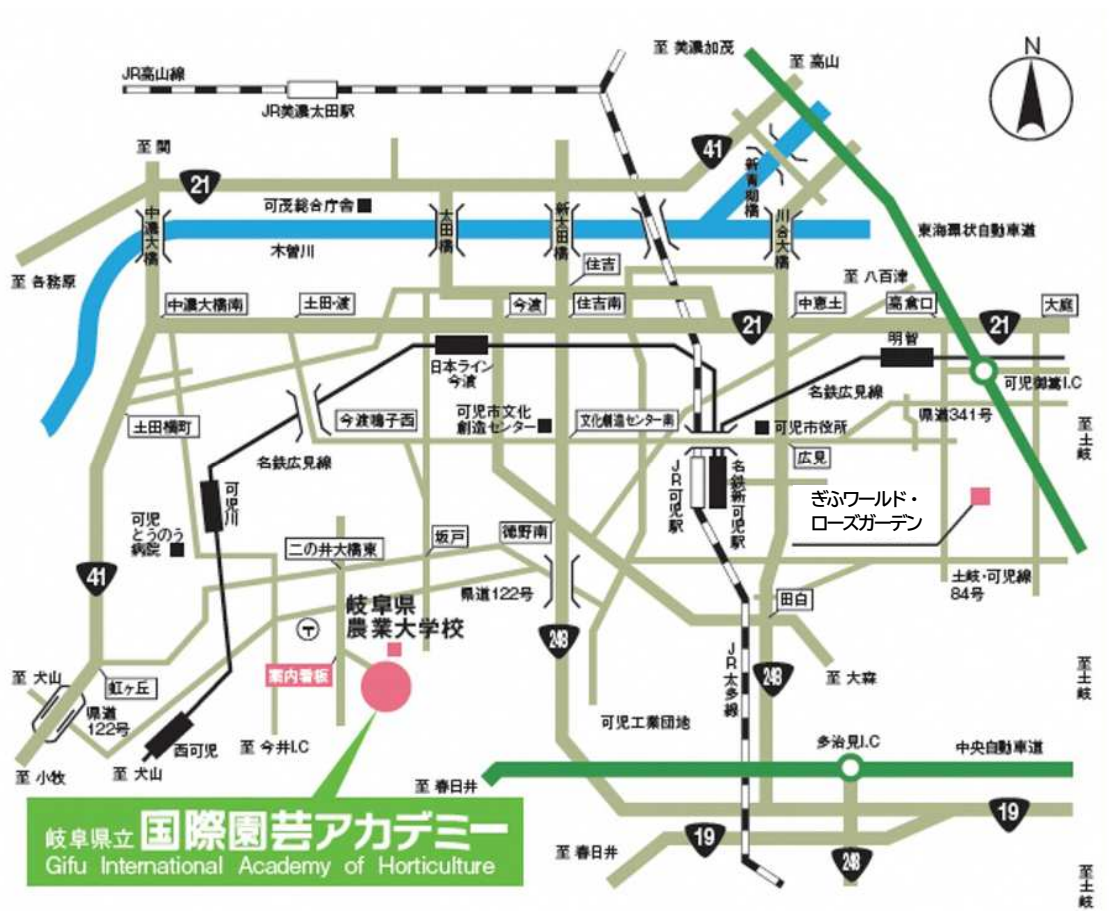 N
至 美濃加茂
至 高山
JR高山線
JR美濃太田駅
至 関
41
21
新青柳橋
可茂総合庁舎
中濃大橋
太田橋
新太田橋
川合大橋
木曽川
東海環状自動車道
至 各務原
住吉
至 八百津
中濃大橋南
土田・渡
今渡
住吉南
中恵土
高倉口
大庭
21
21
明智
日本ライン
今渡
可児御嵩I.C
名鉄広見線
土田横町
今渡鳴子西
可児市文化
創造センター
文化創造センター南
可児市役所
県道341号
至土岐
名鉄広見線
広見
可児川
JR可児駅
名鉄新可児駅
ぎふワールド・
ローズガーデン
可児
とうのう
病院
二の井大橋東
坂戸
徳野南
41
県道122号
土岐・可児線
84号
岐阜県
農業大学校
田白
248
案内看板
至 犬山
虹ヶ丘
県道
122号
JR太多線
248
至 大森
至土岐
西可児
至 今井I.C
可児工業団地
多治見I.C
中央自動車道
至 小牧
至 犬山
至 春日井
岐阜県立 国際園芸アカデミー
Gifu International Academy of Horticulture
19
19
至 春日井
248
至土岐